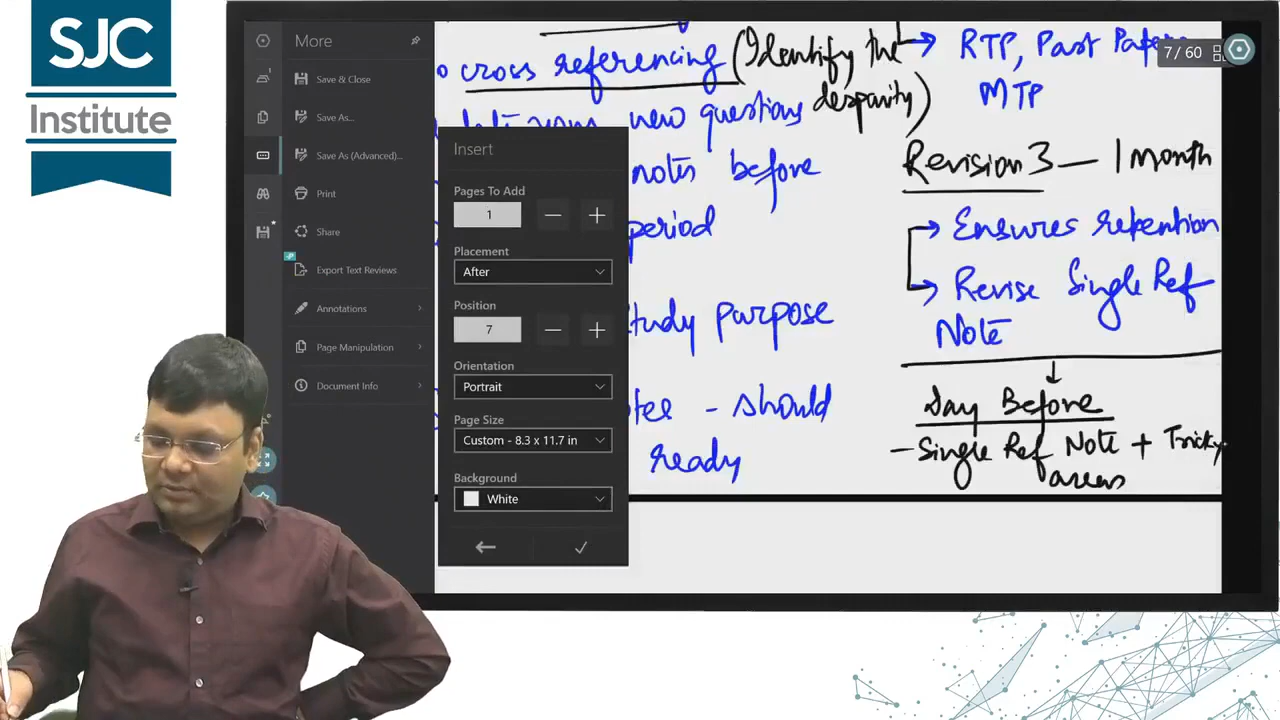 SJC
Institute
More
Save & Close
Save As...
Save As (Advanced)...
Print
Share
Export Text Reviews
Annotations
Page Manipulation
Document Info
Insert
Pages To Add
1
Placement
After
Position
7
Orientation
Portrait
Page Size
Custom - 8.3 x 11.7 in
Background
White
cross referencing (Identify the
desparity)
new questions
notes before
period
study purpose
- should
ready
7 / 60
RTP, Past Papers
MTP
Revision 3 — 1 month
Ensures retention
Revise Single Ref
Note
Day Before
- Single Ref Note + Tricky
areas